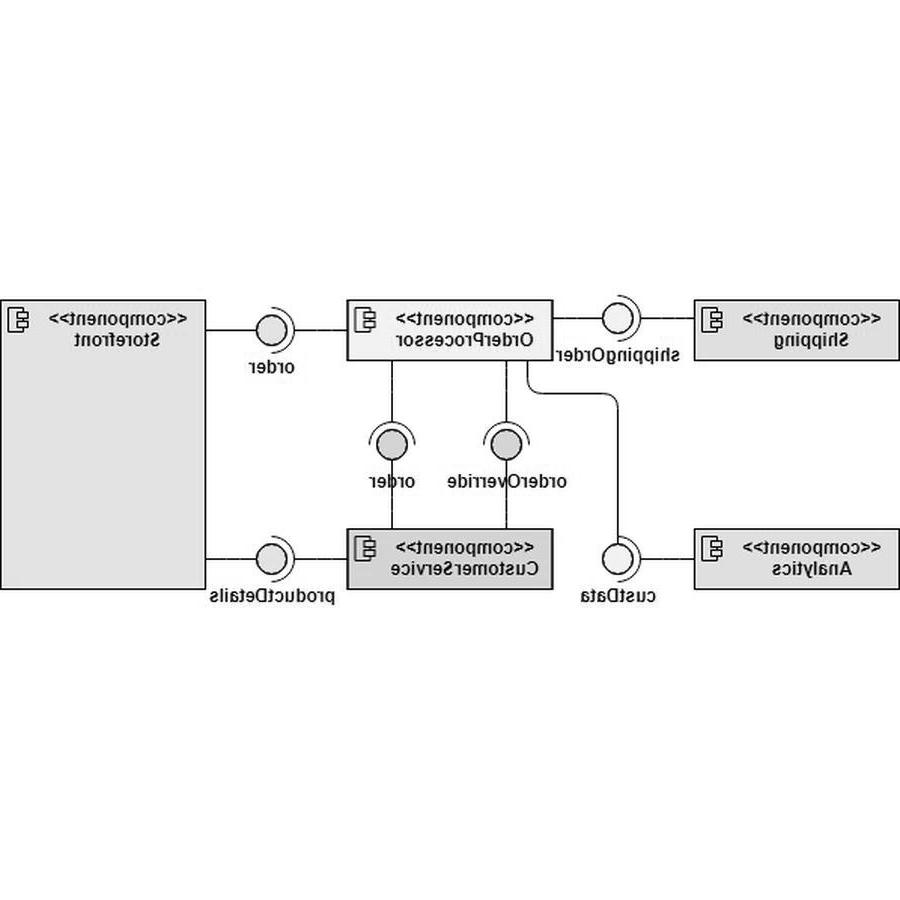 <<component>>
Storefront
<<component>>
OrderProcessor
<<component>>
Shipping
order
shippingOrder
order
orderOverride
<<component>>
CustomerService
<<component>>
Analytics
productDetails
custData